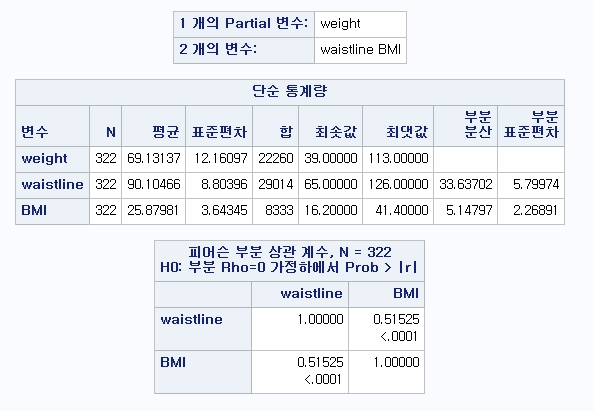 1 개의 Partial 변수: weight
2 개의 변수: waistline BMI
단순 통계량
변수 N 평균 표준편차 합 최솟값 최댓값 부분 분산 부분 표준편차
weight 322 69.13137 12.16097 22260 39.00000 113.00000
waistline 322 90.10466 8.80396 29014 65.00000 126.00000 33.63702 5.79974
BMI 322 25.87981 3.64345 8333 16.20000 41.40000 5.14797 2.26891
피어슨 부분 상관 계수, N = 322
H0: 부분 Rho=0 가정하에서 Prob > |r|
waistline BMI
waistline 1.00000 0.51525
<.0001
BMI 0.51525 1.00000
<.0001